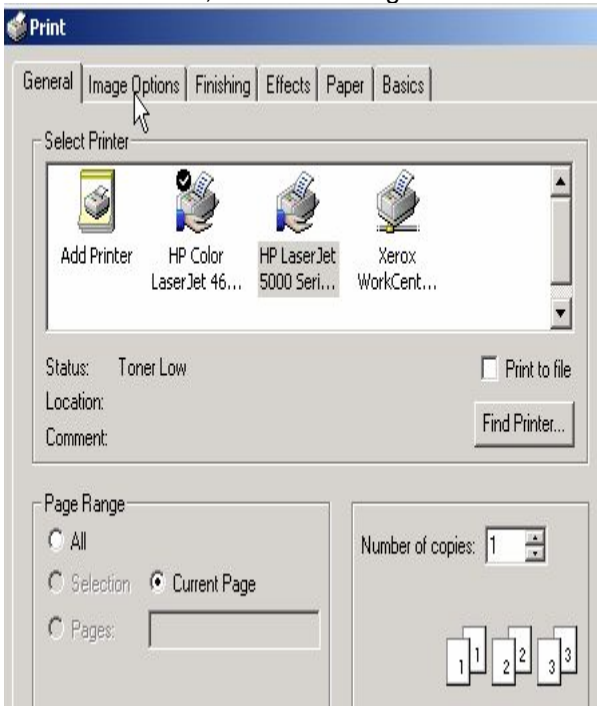 Print
General Image Options Finishing Effects Paper Basics
Select Printer
Add Printer
HP Color
LaserJet 46...
HP LaserJet
5000 Seri...
Xerox
WorkCent...
Status: Toner Low
Print to file
Location:
Comment:
Find Printer...
Page Range
All
Selection
Current Page
Pages:
Number of copies: 1
1 1 2 2 3 3